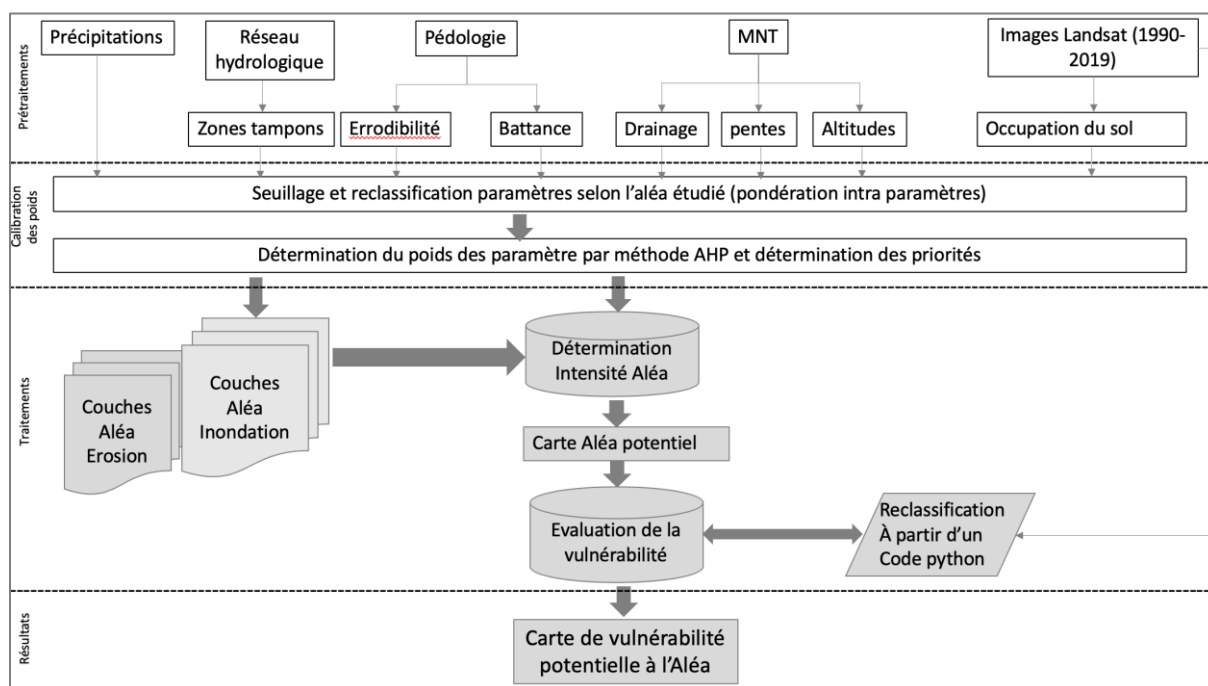 Prétraitements
Précipitations
Réseau
hydrologique
Pédologie
MNT
Images Landsat (1990-
2019)
Zones tampons
Errodibilité
Battance
Drainage
pentes
Altitudes
Occupation du sol
Calibration
des poids
Seuillage et reclassification paramètres selon l'aléa étudié (pondération intra paramètres)
Détermination du poids des paramètre par méthode AHP et détermination des priorités
Traitements
Couches
Aléa
Erosion
Couches
Aléa
Inondation
Détermination
Intensité Aléa
Carte Aléa potentiel
Evaluation de la
vulnérabilité
Reclassification
À partir d'un
Code python
Résultats
Carte de vulnérabilité
potentielle à l'Aléa